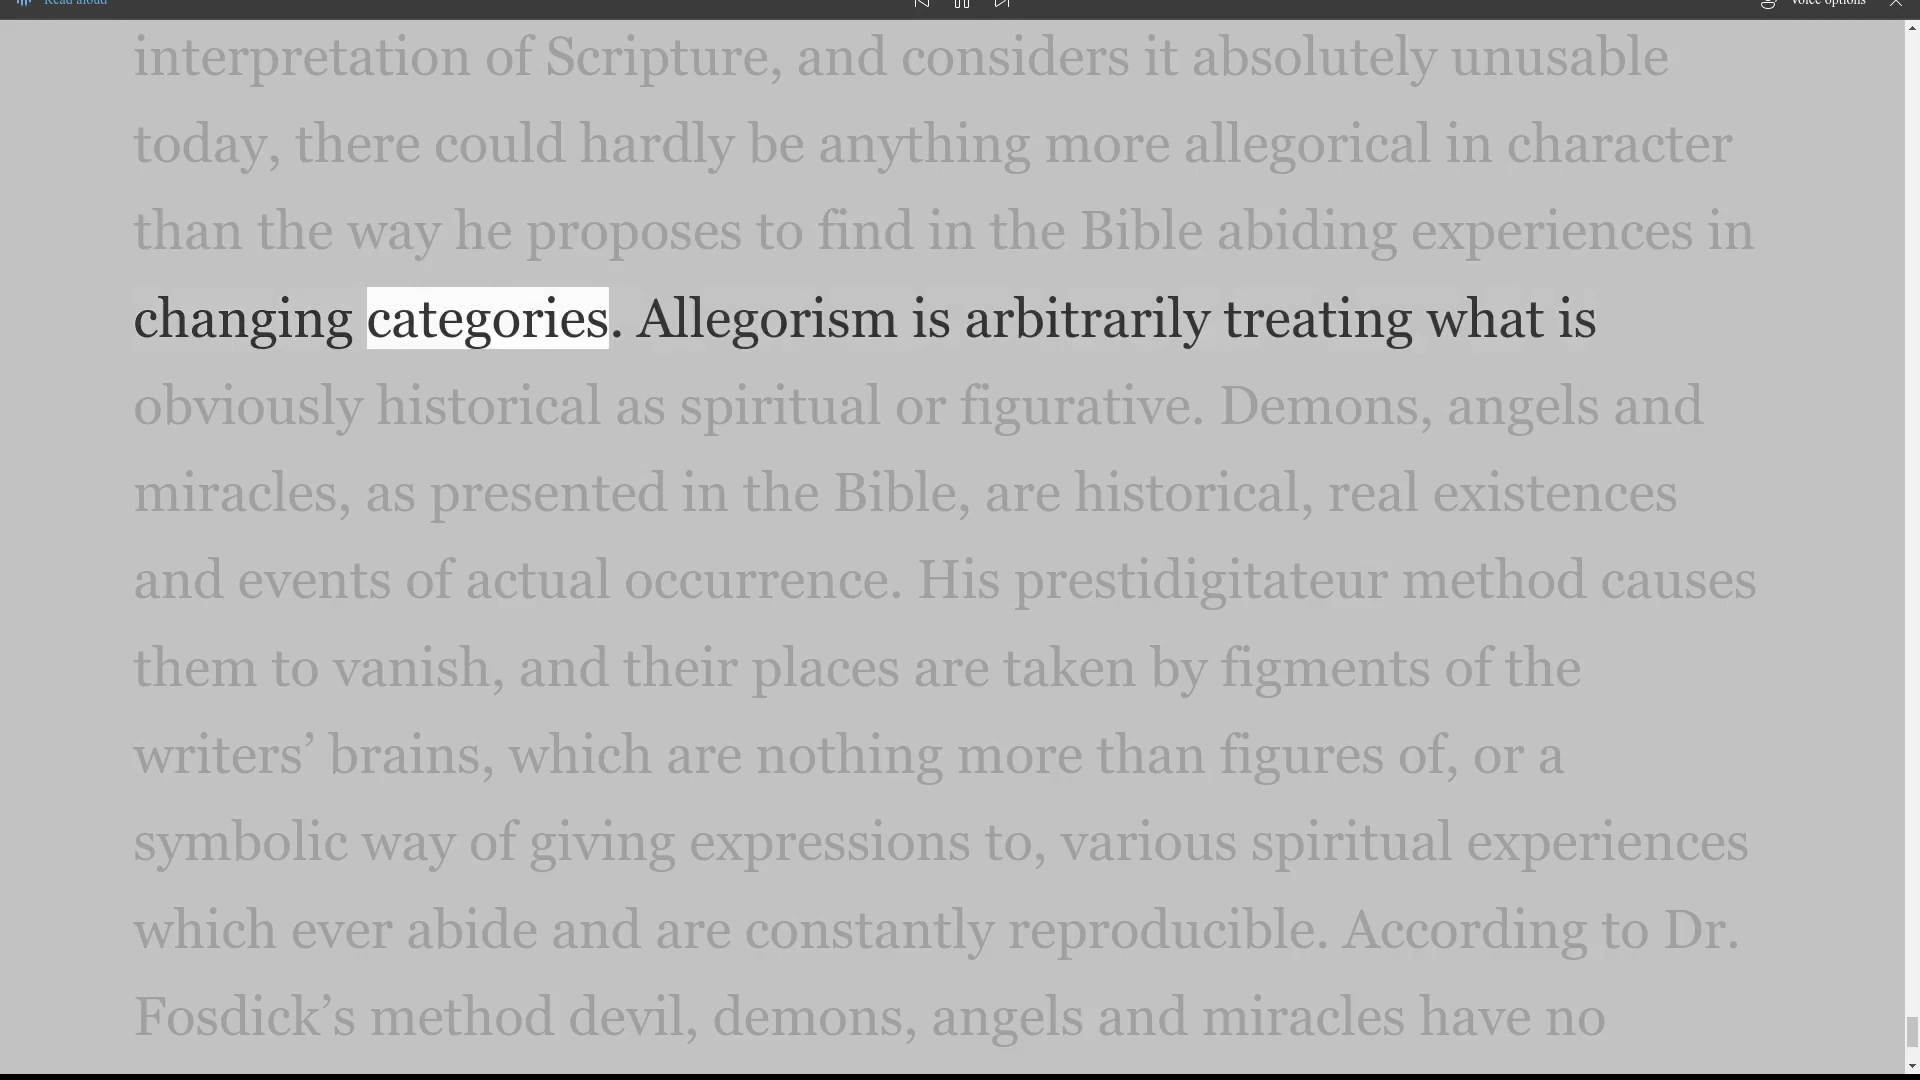 Read aloud
Voice options
interpretation of Scripture, and considers it absolutely unusable
today, there could hardly be anything more allegorical in character
than the way he proposes to find in the Bible abiding experiences in
changing categories. Allegorism is arbitrarily treating what is
obviously historical as spiritual or figurative. Demons, angels and
miracles, as presented in the Bible, are historical, real existences
and events of actual occurrence. His prestidigitateur method causes
them to vanish, and their places are taken by figments of the
writers’ brains, which are nothing more than figures of, or a
symbolic way of giving expressions to, various spiritual experiences
which ever abide and are constantly reproducible. According to Dr.
Fosdick’s method devil, demons, angels and miracles have no